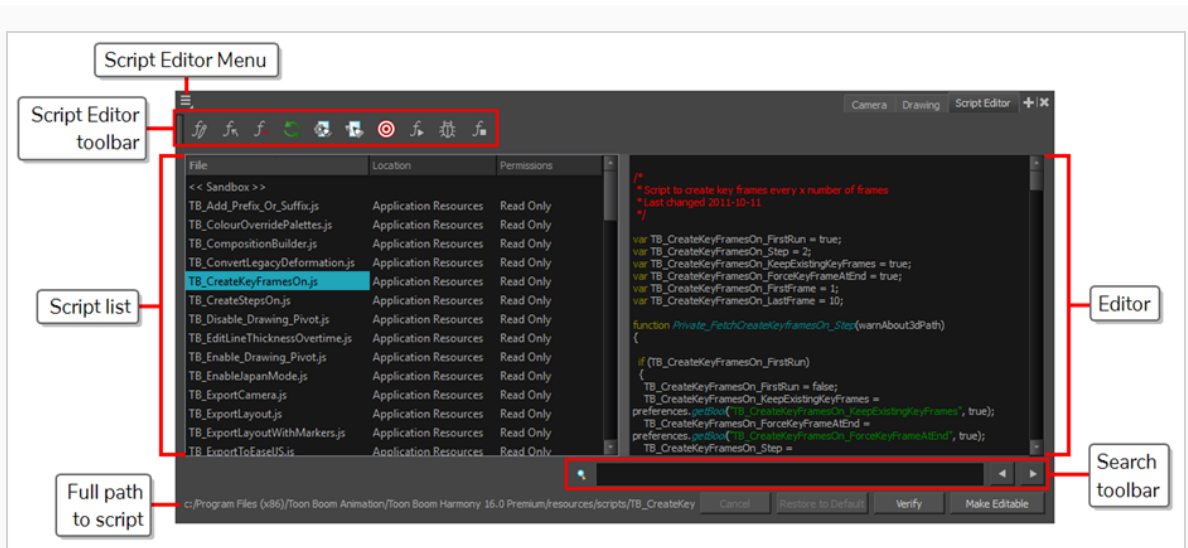 Script Editor Menu
Script Editor
toolbar
Camera Drawing Script Editor
File Location Permissions
<< Sandbox >>
TB_Add_Prefix_Or_Suffix.js Application Resources Read Only
TB_ColourOverridePalettes.js Application Resources Read Only
TB_CompositionBuilder.js Application Resources Read Only
TB_ConvertLegacyDeformation.js Application Resources Read Only
TB_CreateKeyFramesOn.js Application Resources Read Only
TB_CreateStepsOn.js Application Resources Read Only
TB_Disable_Drawing_Pivot.js Application Resources Read Only
TB_EditLineThicknessOvertime.js Application Resources Read Only
TB_Enable_Drawing_Pivot.js Application Resources Read Only
TB_EnableJapanMode.js Application Resources Read Only
TB_ExportCamera.js Application Resources Read Only
TB_ExportLayout.js Application Resources Read Only
TB_ExportLayoutWithMarkers.js Application Resources Read Only
TB_ExportToEaselJS.js Application Resources Read Only
/*
* Script to create key frames every x number of frames
* Last changed 2011-10-11
*/
var TB_CreateKeyFramesOn_FirstRun = true;
var TB_CreateKeyFramesOn_Step = 2;
var TB_CreateKeyFramesOn_KeepExistingKeyFrames = true;
var TB_CreateKeyFramesOn_ForceKeyFrameAtEnd = true;
var TB_CreateKeyFramesOn_FirstFrame = 1;
var TB_CreateKeyFramesOn_LastFrame = 10;
function Private_FetchCreateKeyframesOn_Step(warnAbout3dPath)
{
if (TB_CreateKeyFramesOn_FirstRun)
{
TB_CreateKeyFramesOn_FirstRun = false;
TB_CreateKeyFramesOn_KeepExistingKeyFrames =
preferences.getBool("TB_CreateKeyFramesOn_KeepExistingKeyFrames", true);
TB_CreateKeyFramesOn_ForceKeyFrameAtEnd =
preferences.getBool("TB_CreateKeyFramesOn_ForceKeyFrameAtEnd", true);
TB_CreateKeyFramesOn_Step =
Script list
Editor
Search
toolbar
Full path
to script
c:/Program Files (x86)/Toon Boom Animation/Toon Boom Harmony 16.0 Premium/resources/scripts/TB_CreateKey
Cancel Restore to Default Verify Make Editable